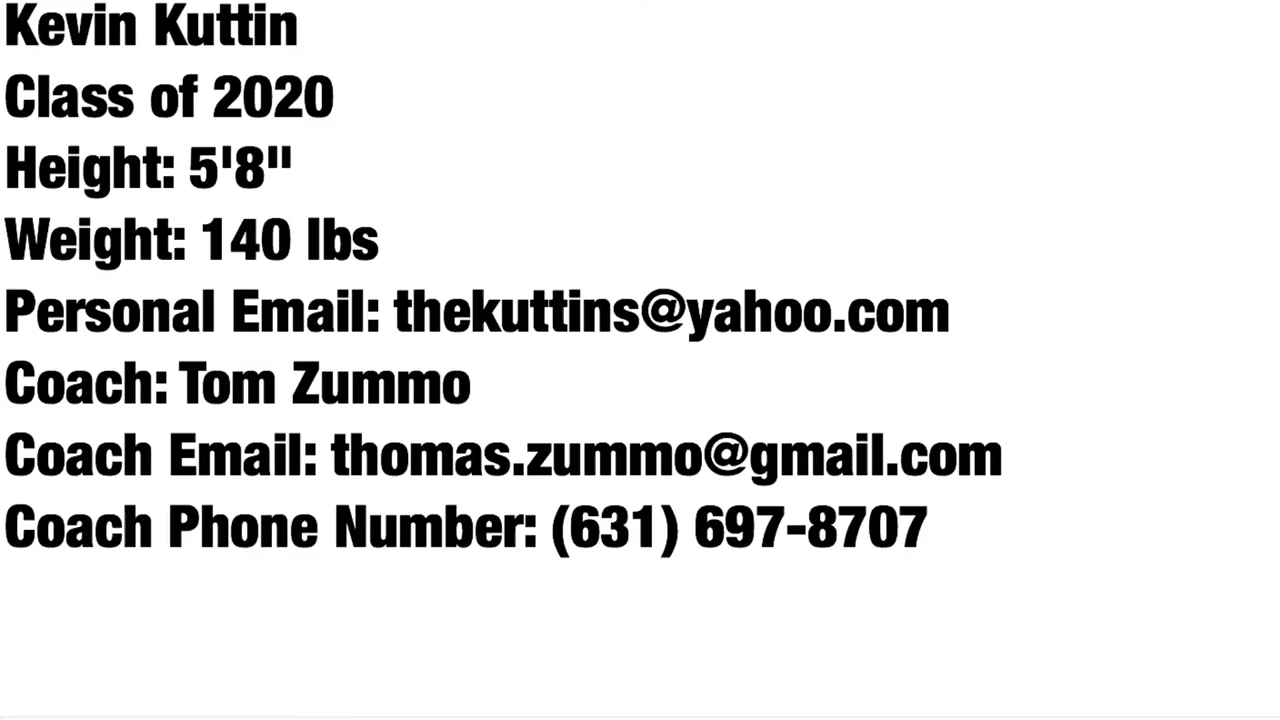 Kevin Kuttin
Class of 2020
Height: 5'8"
Weight: 140 lbs
Personal Email: thekuttins@yahoo.com
Coach: Tom Zummo
Coach Email: thomas.zummo@gmail.com
Coach Phone Number: (631) 697-8707